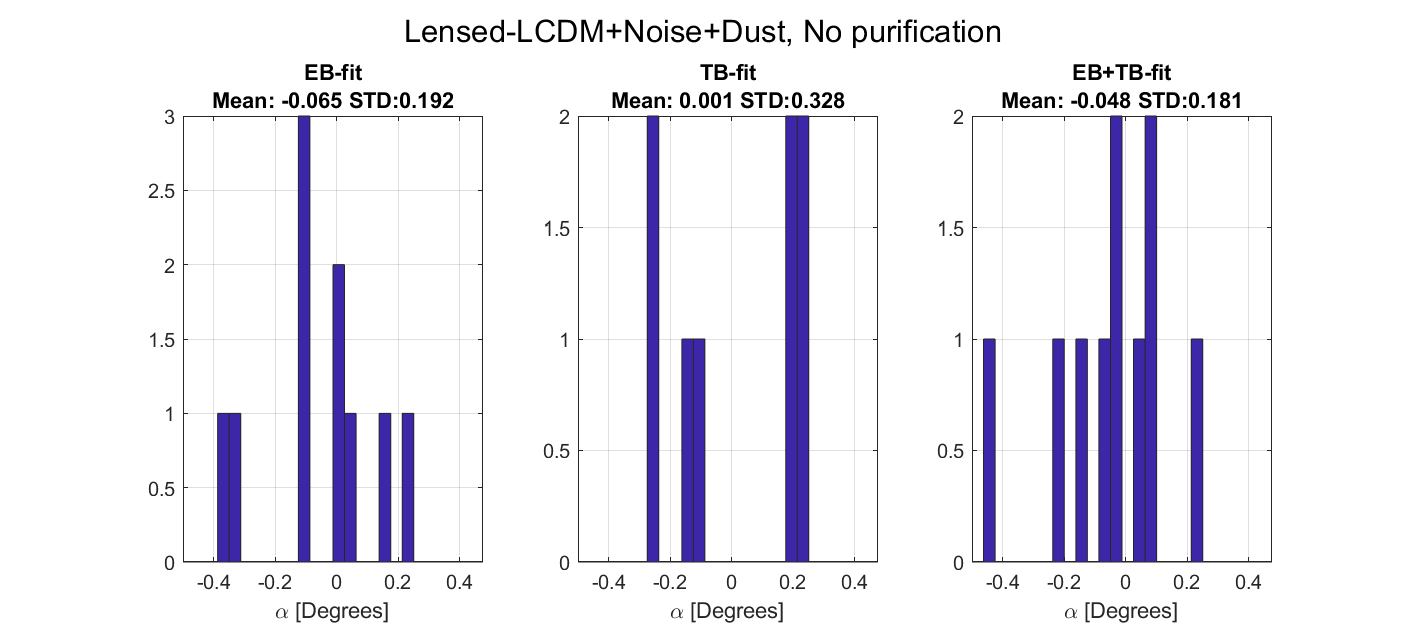 Lensed-LCDM+Noise+Dust, No purification
EB-fit
Mean: -0.065 STD:0.192
3
2.5
2
1.5
1
0.5
0
-0.4 -0.2 0 0.2 0.4
α [Degrees]
TB-fit
Mean: 0.001 STD:0.328
2
1.5
1
0.5
0
-0.4 -0.2 0 0.2 0.4
α [Degrees]
EB+TB-fit
Mean: -0.048 STD:0.181
2
1.5
1
0.5
0
-0.4 -0.2 0 0.2 0.4
α [Degrees]